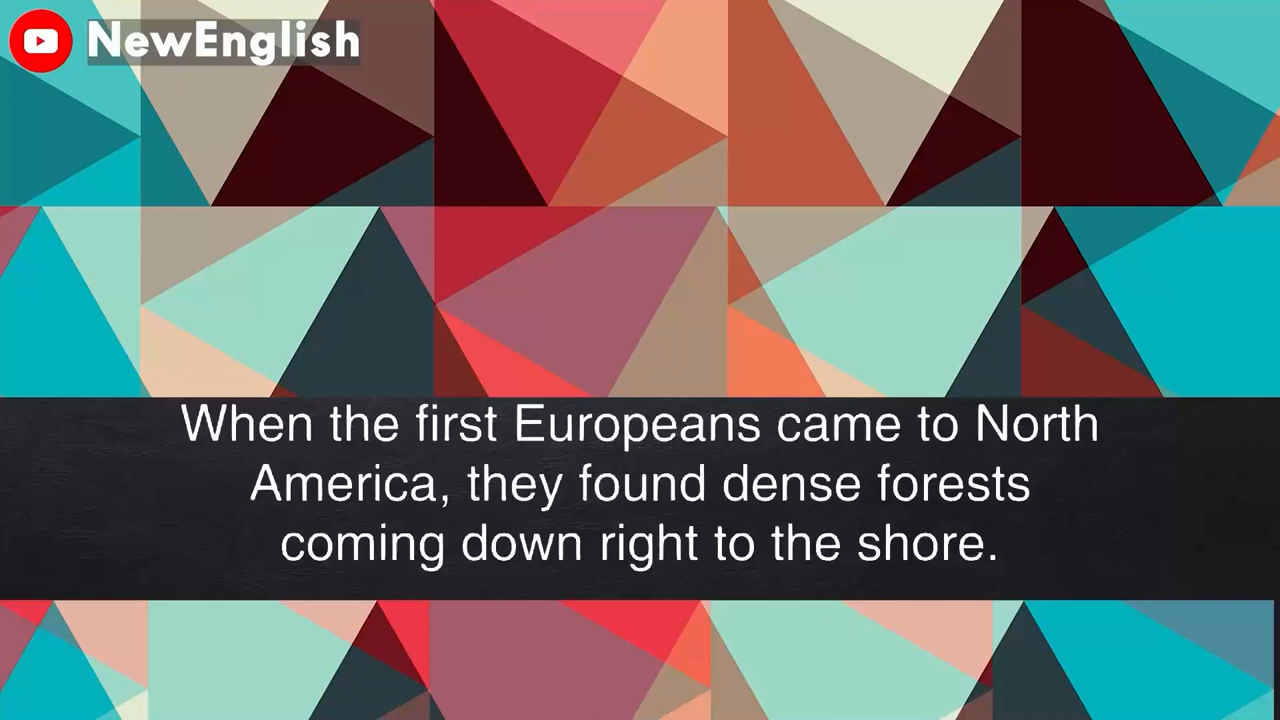 NewEnglish
When the first Europeans came to North
America, they found dense forests
coming down right to the shore.